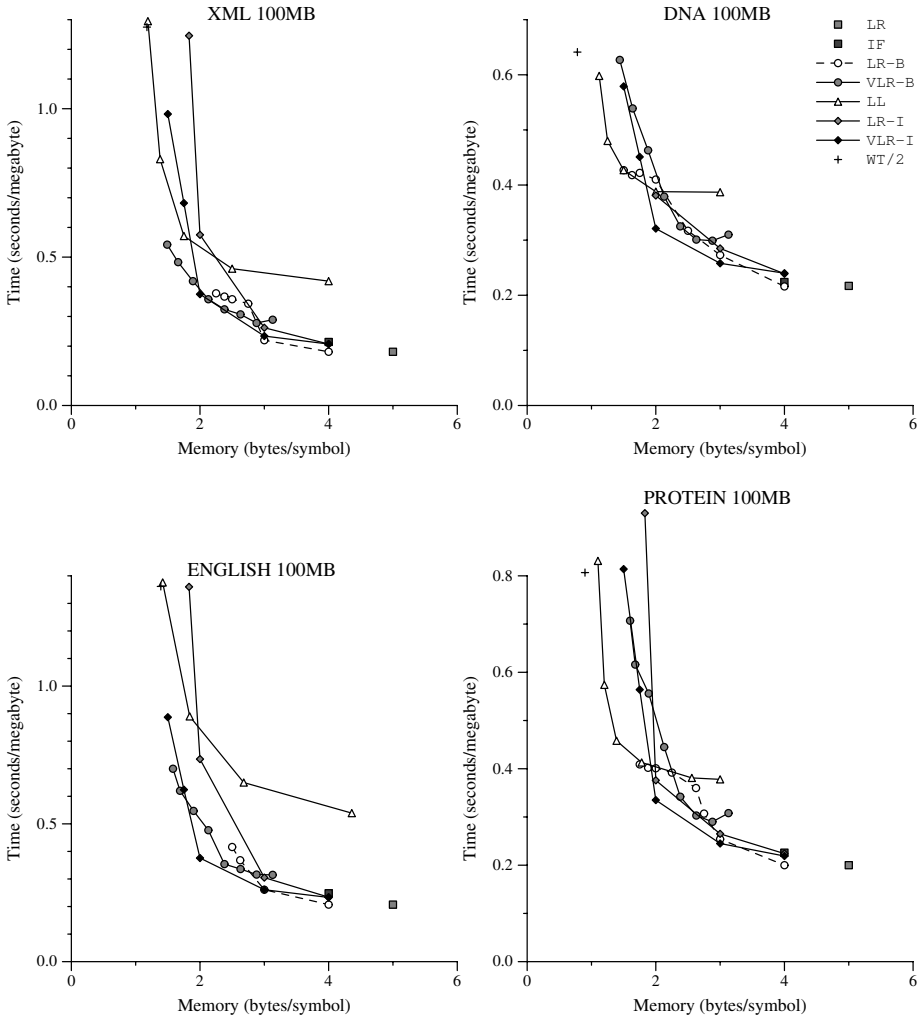 XML 100MB
1.0
0.5
0.0
0
2
4
6
Time (seconds/megabyte)
Memory (bytes/symbol)
DNA 100MB
0.6
0.4
0.2
0.0
0
2
4
6
Time (seconds/megabyte)
Memory (bytes/symbol)
LR
IF
LR-B
VLR-B
LL
LR-I
VLR-I
WT/2
ENGLISH 100MB
1.0
0.5
0.0
0
2
4
6
Time (seconds/megabyte)
Memory (bytes/symbol)
PROTEIN 100MB
0.8
0.6
0.4
0.2
0.0
0
2
4
6
Time (seconds/megabyte)
Memory (bytes/symbol)